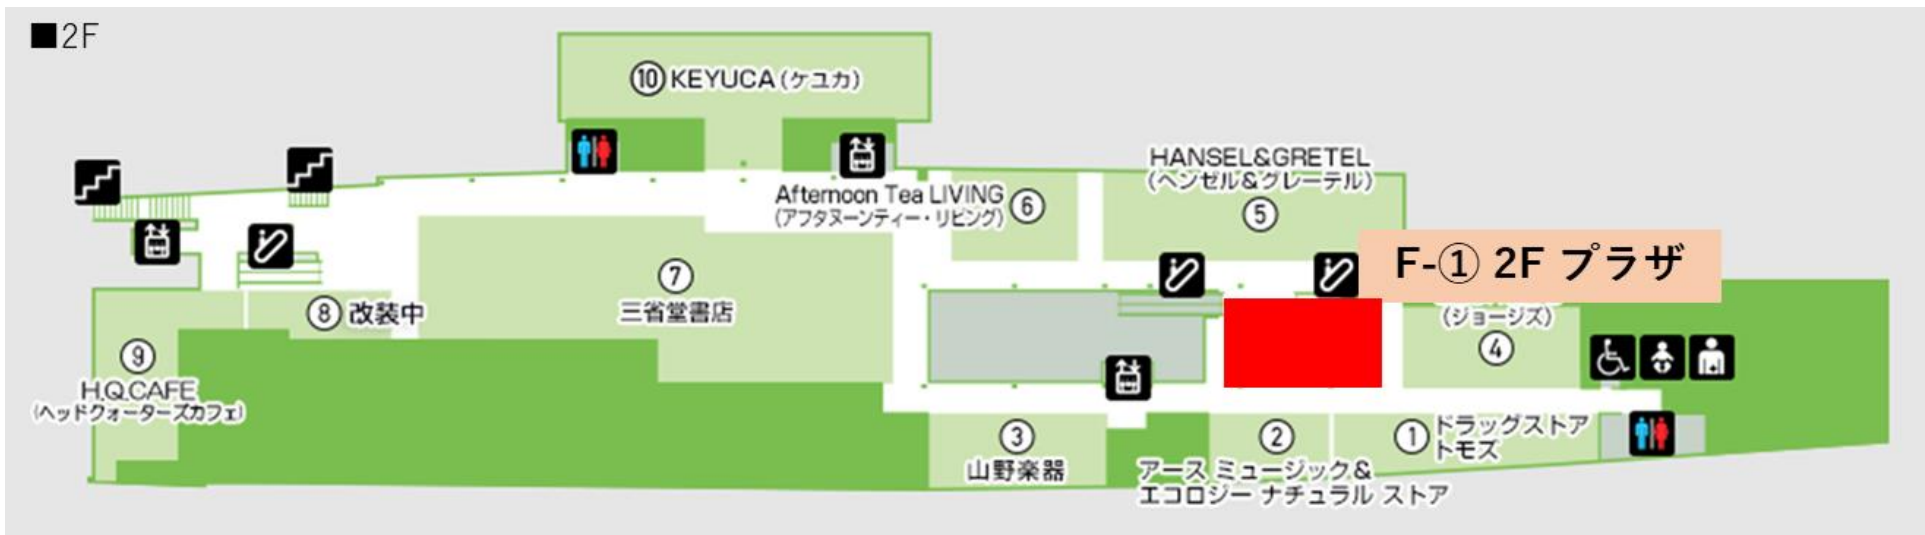 ■2F
⑩ KEYUCA(ケユカ)
HANSEL&GRETEL
(ヘンゼル&グレーテル)
⑤
Afternoon Tea LIVING
(アフタヌーンティー・リビング)
⑥
F-① 2F プラザ
⑦
三省堂書店
⑧ 改装中
(ジョージズ)
④
⑨
H.Q.CAFE
(ヘッドクォーターズカフェ)
③
山野楽器
②
アース ミュージック&
エコロジー ナチュラル ストア
① ドラッグストア
トモズ